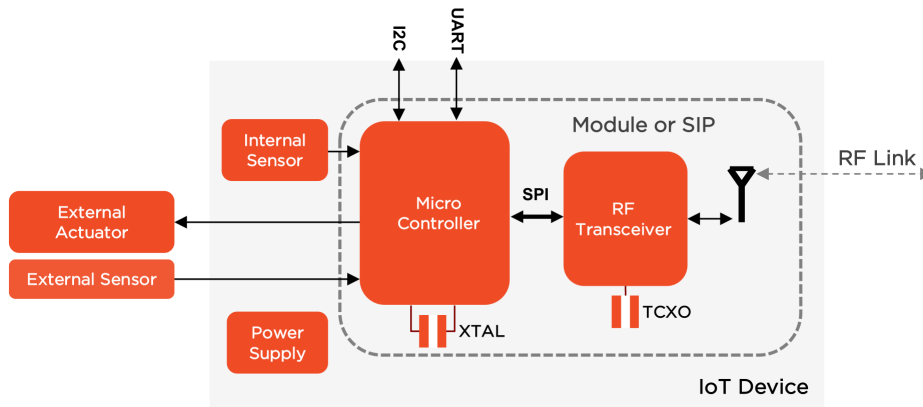 I2C
UART
Module or SIP
Internal
Sensor
RF Link
Micro
Controller
SPI
RF
Transceiver
External
Actuator
External Sensor
XTAL
TCXO
Power
Supply
IoT Device